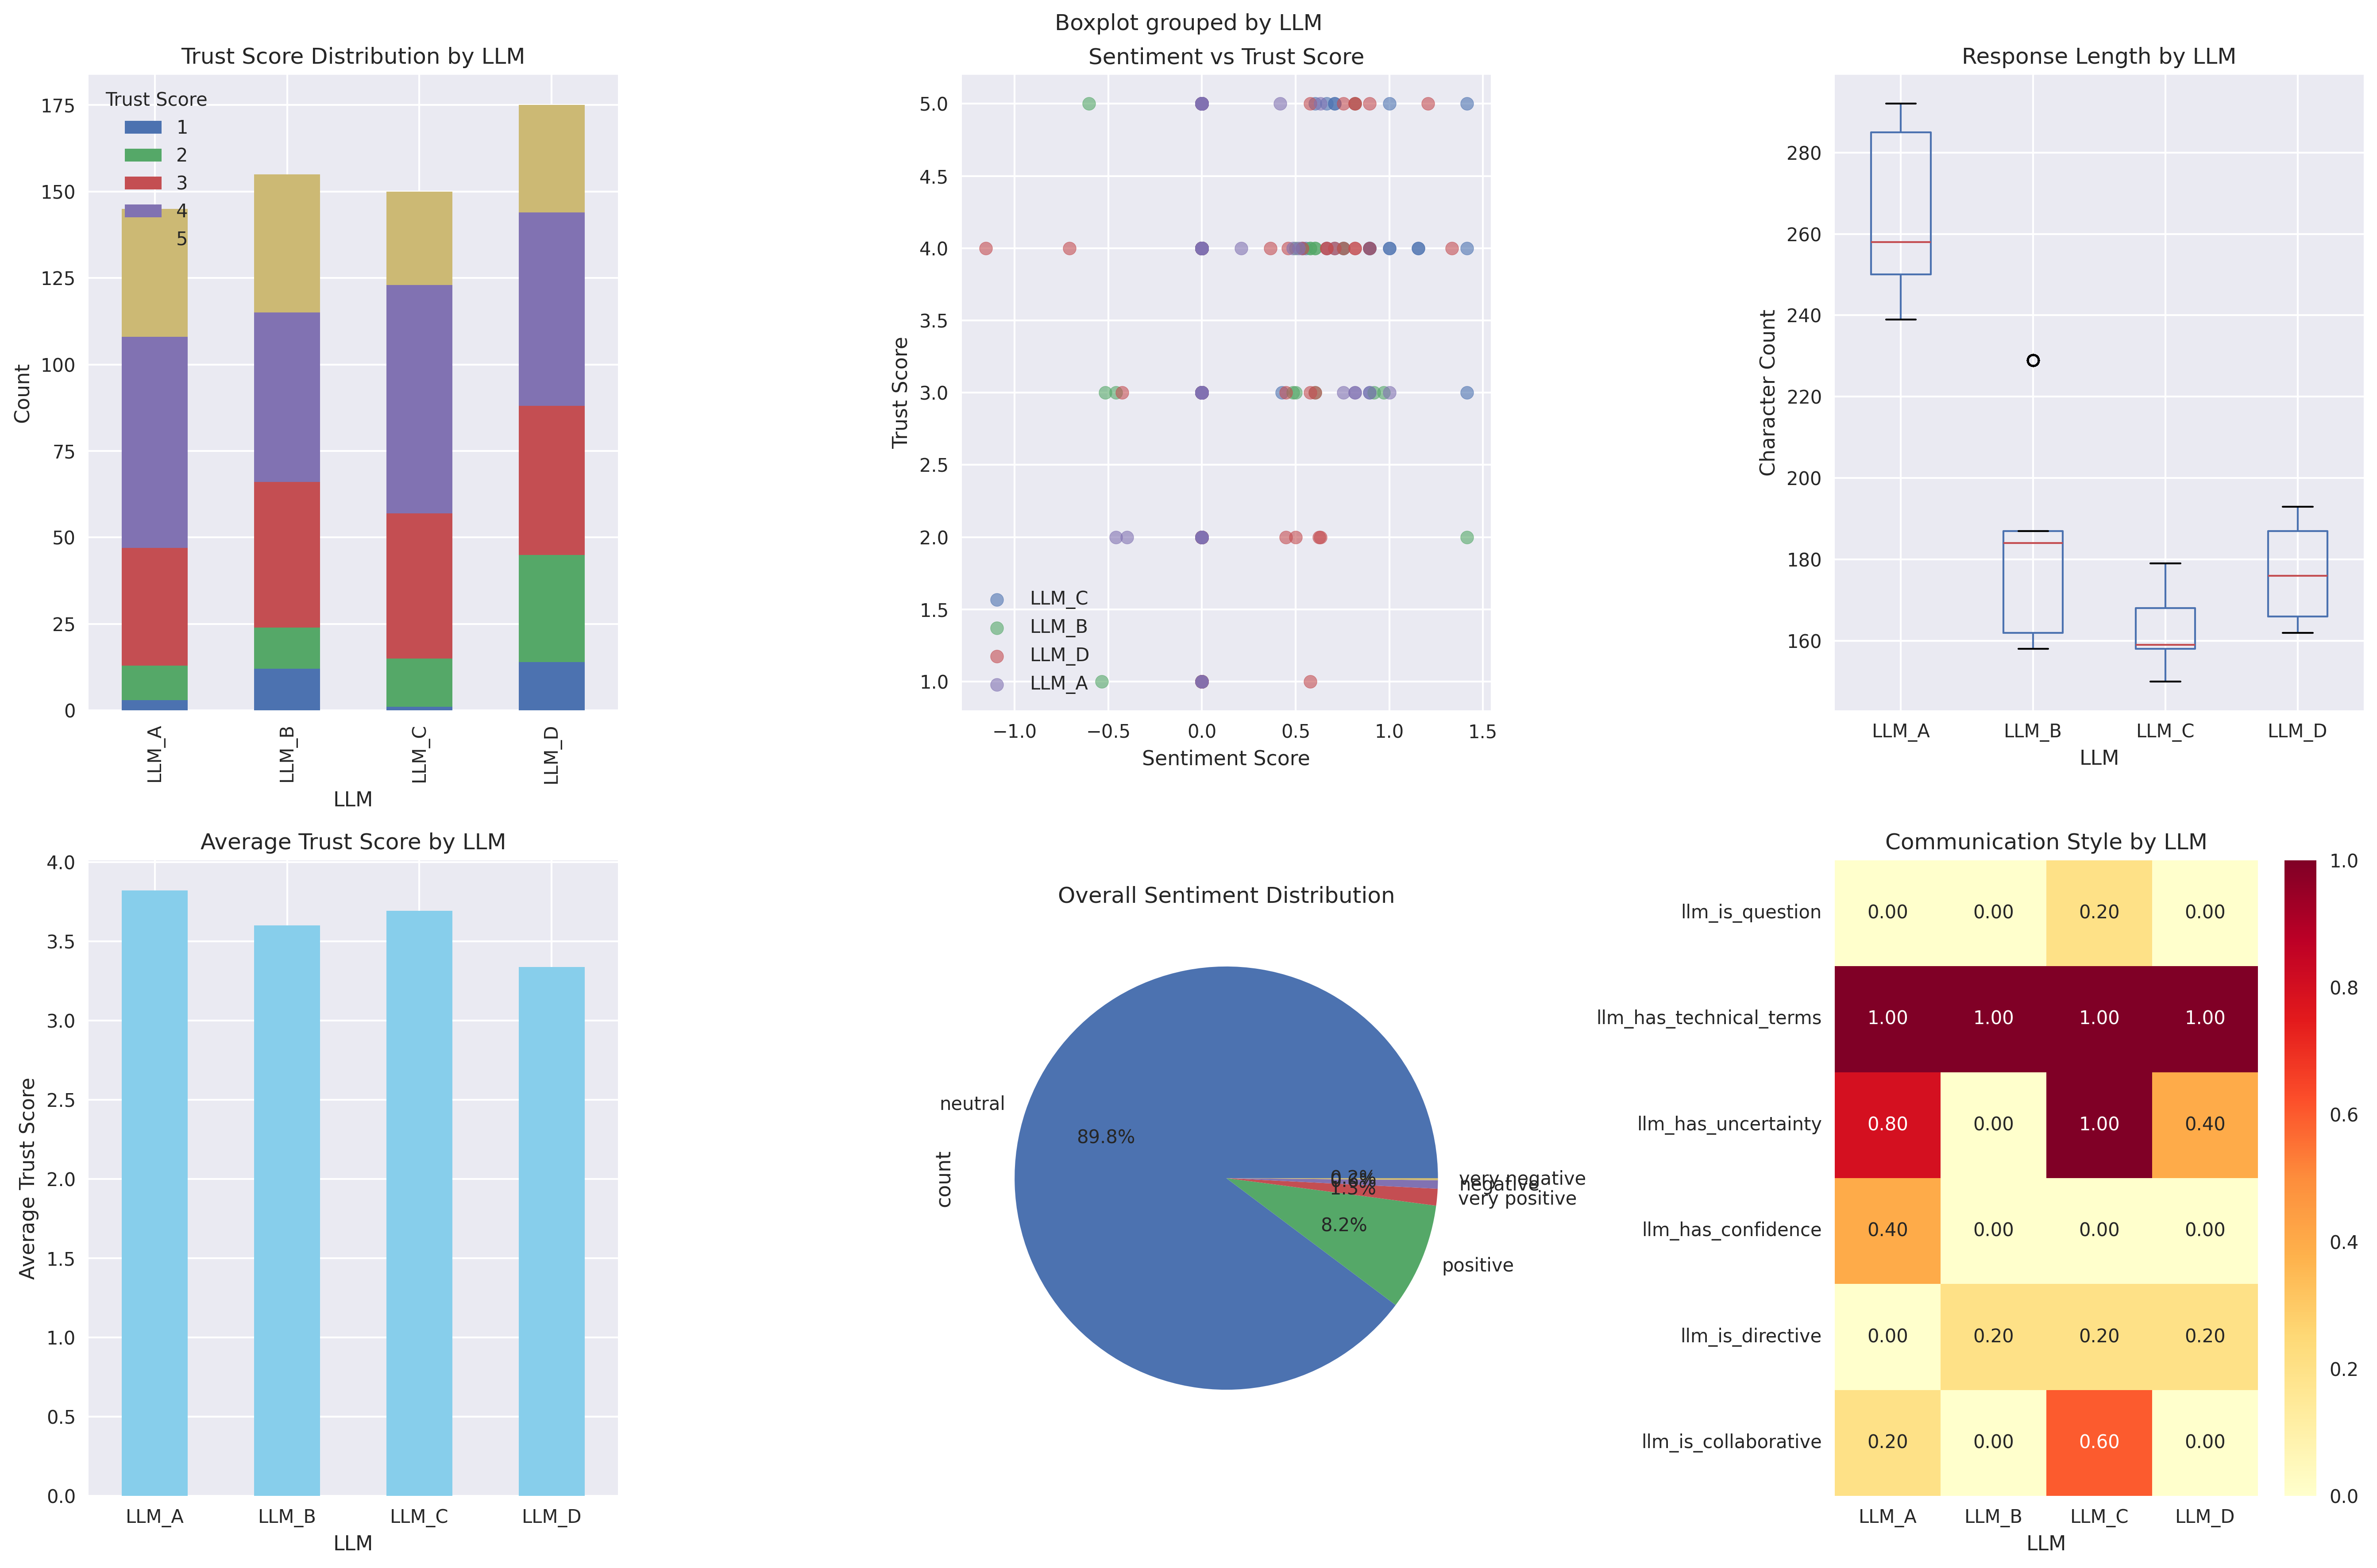 Boxplot grouped by LLM
Trust Score Distribution by LLM
Trust Score
1
2
3
4
5
175
150
125
100
75
50
25
0
Count
LLM_A
LLM_B
LLM_C
LLM_D
LLM
Sentiment vs Trust Score
5.0
4.5
4.0
3.5
3.0
2.5
2.0
1.5
1.0
Trust Score
LLM_C
LLM_B
LLM_D
LLM_A
−1.0 −0.5 0.0 0.5 1.0 1.5
Sentiment Score
Response Length by LLM
280
260
240
220
200
180
160
Character Count
LLM_A LLM_B LLM_C LLM_D
LLM
Average Trust Score by LLM
4.0
3.5
3.0
2.5
2.0
1.5
1.0
0.5
0.0
Average Trust Score
LLM_A LLM_B LLM_C LLM_D
LLM
Overall Sentiment Distribution
neutral
89.8%
count
very negative
negative
very positive
1.3%
8.2%
positive
Communication Style by LLM
llm_is_question 0.00 0.00 0.20 0.00
llm_has_technical_terms 1.00 1.00 1.00 1.00
llm_has_uncertainty 0.80 0.00 1.00 0.40
llm_has_confidence 0.40 0.00 0.00 0.00
llm_is_directive 0.00 0.20 0.20 0.20
llm_is_collaborative 0.20 0.00 0.60 0.00
LLM_A LLM_B LLM_C LLM_D
LLM
1.0
0.8
0.6
0.4
0.2
0.0